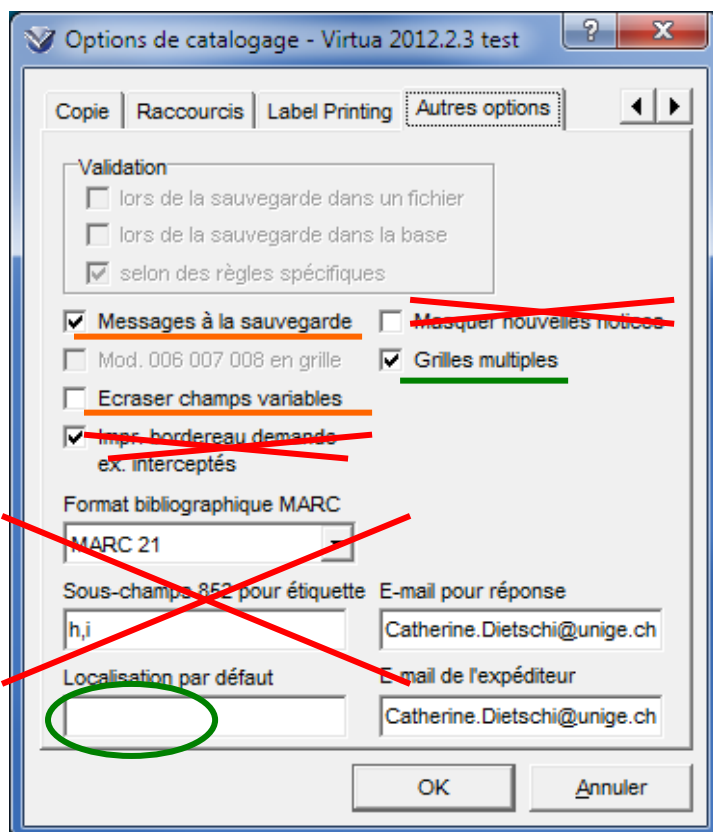 Options de catalogage - Virtua 2012.2.3 test
Copie Raccourcis Label Printing Autres options
Validation
lors de la sauvegarde dans un fichier
lors de la sauvegarde dans la base
selon des règles spécifiques
Messages à la sauvegarde Masquer nouvelles notices
Mod. 006 007 008 en grille Grilles multiples
Ecraser champs variables
Impr. bordereau demande
ex. interceptés
Format bibliographique MARC
MARC 21
Sous-champs 852 pour étiquette E-mail pour réponse
h,i Catherine.Dietschi@unige.ch
Localisation par défaut E-mail de l'expéditeur
Catherine.Dietschi@unige.ch
OK Annuler